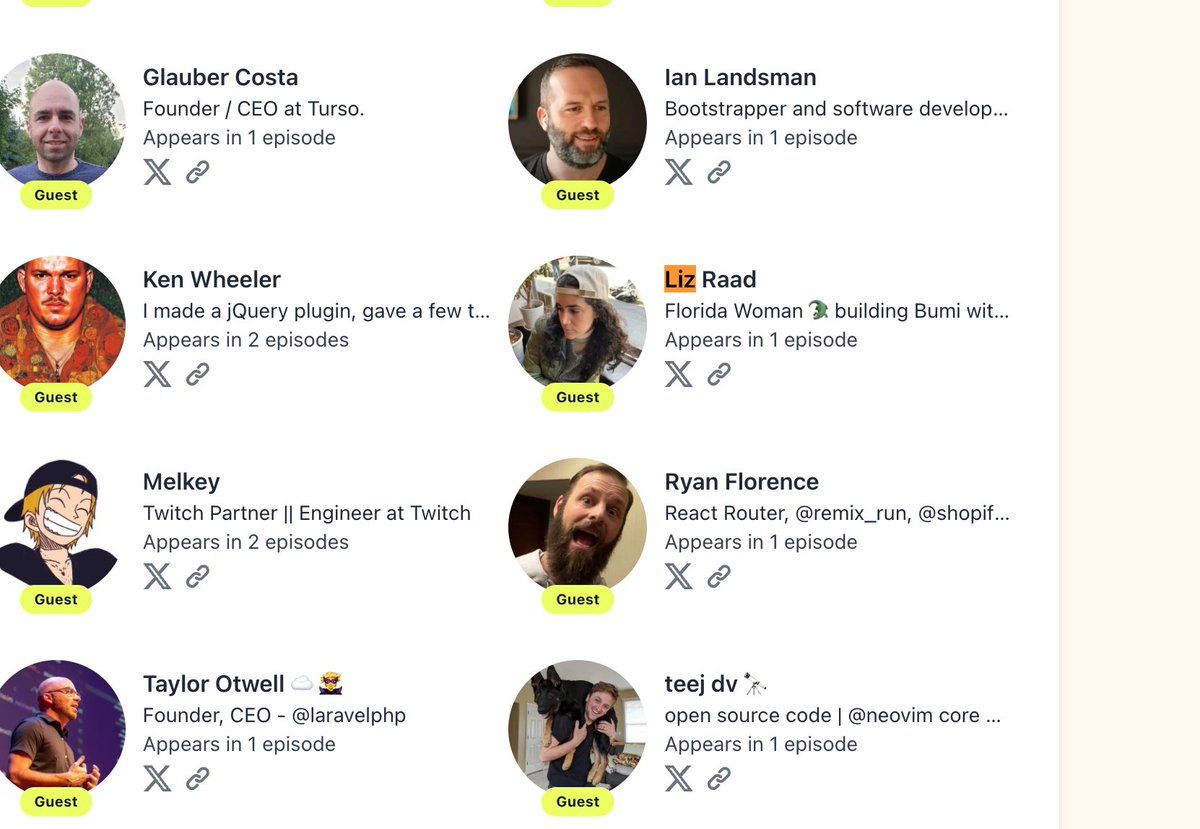 Glauber Costa
Founder / CEO at Turso.
Appears in 1 episode
Guest
Ian Landsman
Bootstrapper and software develop...
Appears in 1 episode
Guest
Ken Wheeler
I made a jQuery plugin, gave a few t...
Appears in 2 episodes
Guest
Liz Raad
Florida Woman 🐊 building Bumi wit...
Appears in 1 episode
Guest
Melkey
Twitch Partner || Engineer at Twitch
Appears in 2 episodes
Guest
Ryan Florence
React Router, @remix_run, @shopif...
Appears in 1 episode
Guest
Taylor Otwell ☁️🦹
Founder, CEO - @laravelphp
Appears in 1 episode
Guest
teej dv 🔭
open source code | @neovim core ...
Appears in 1 episode
Guest